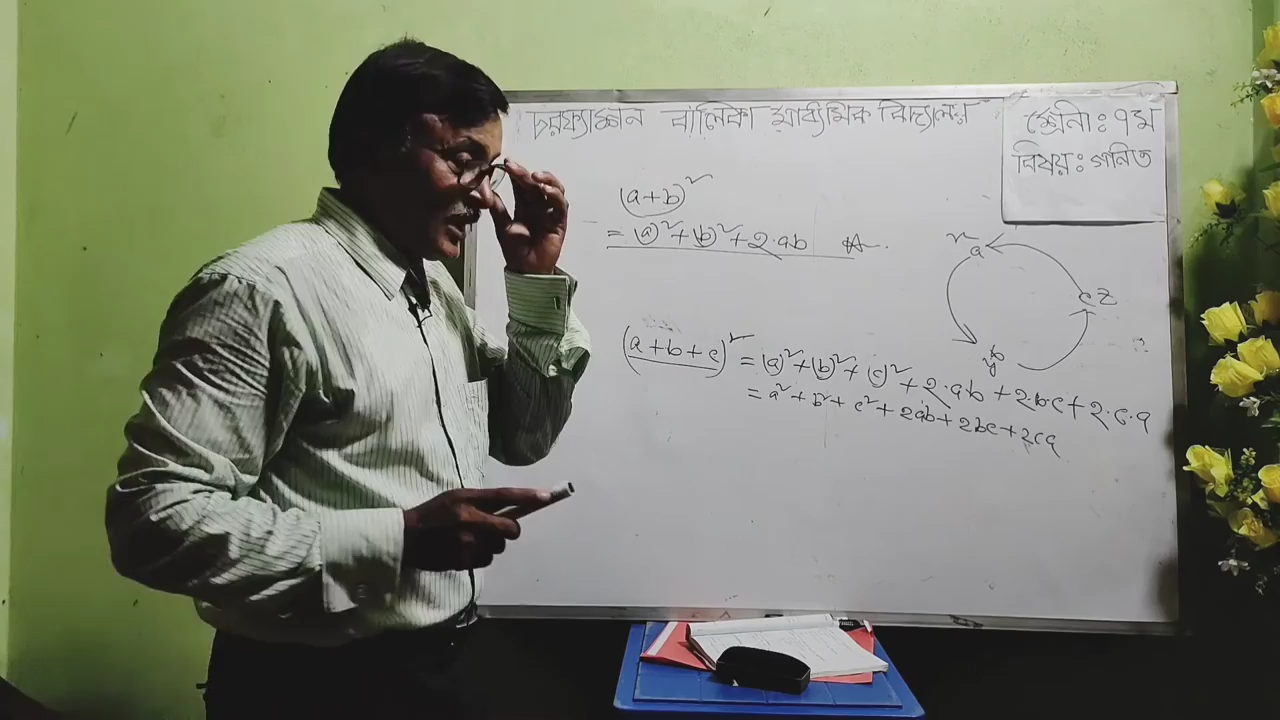 চরফ্যাশন বালিকা মাধ্যমিক বিদ্যালয়
শ্রেনী: ৭ম
বিষয়: গনিত
(a+b)²
= (a)²+(b)²+2.ab
x a
c z
b y
(a+b+c)² = (a)²+(b)²+(c)²+2.ab+2.b.c+2.c.a
= a²+b²+c²+2ab+2bc+2ca